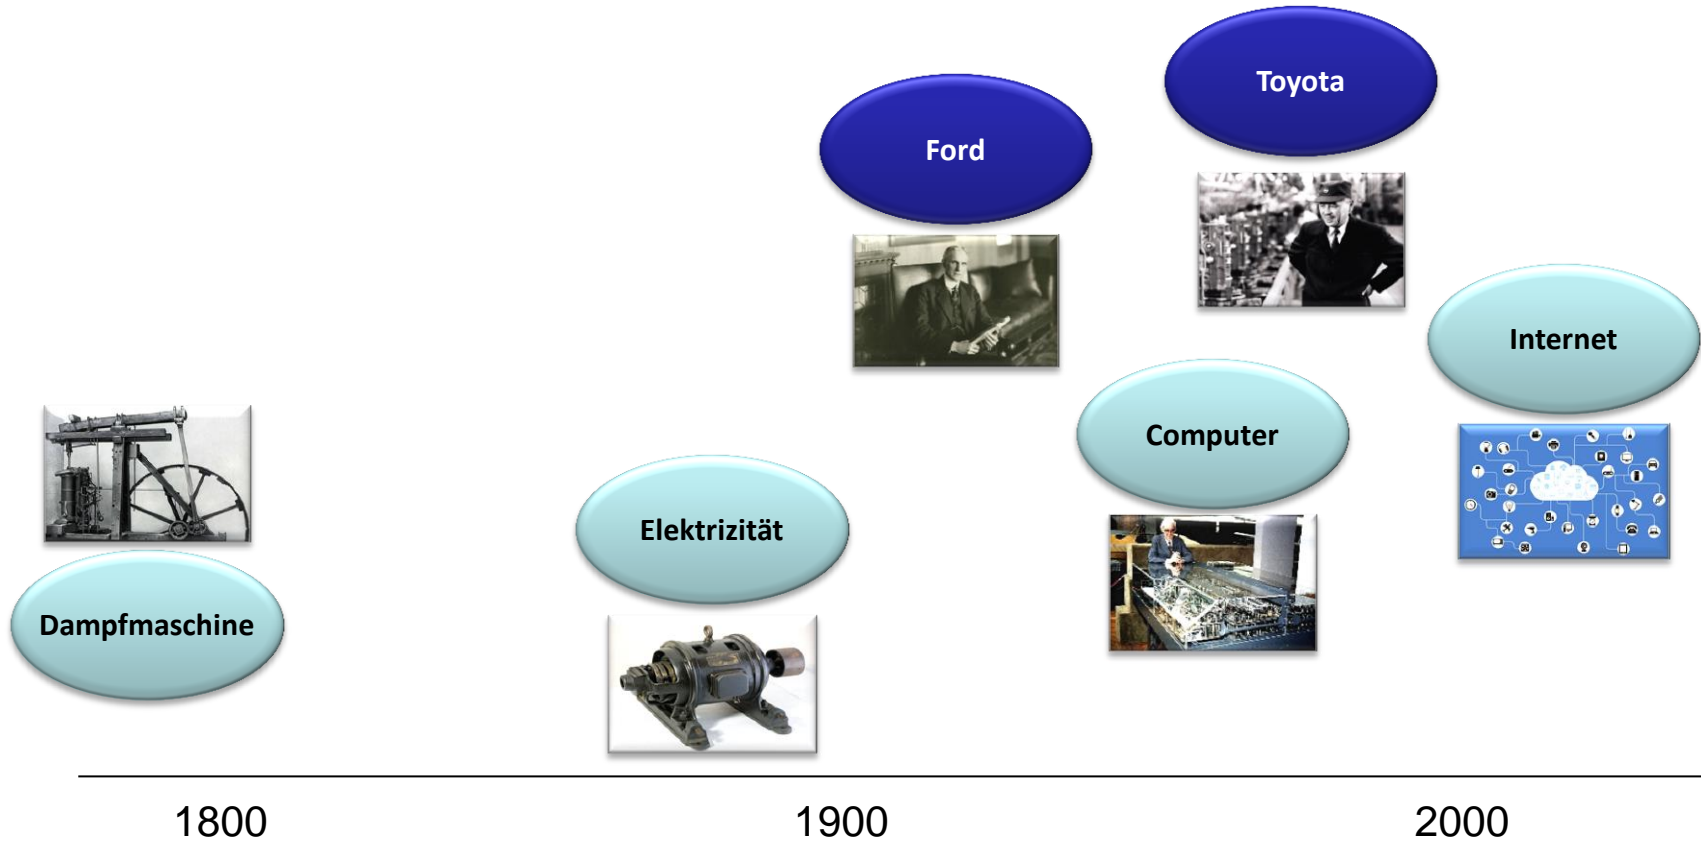 Toyota
Ford
Internet
Computer
Elektrizität
Dampfmaschine
1800
1900
2000